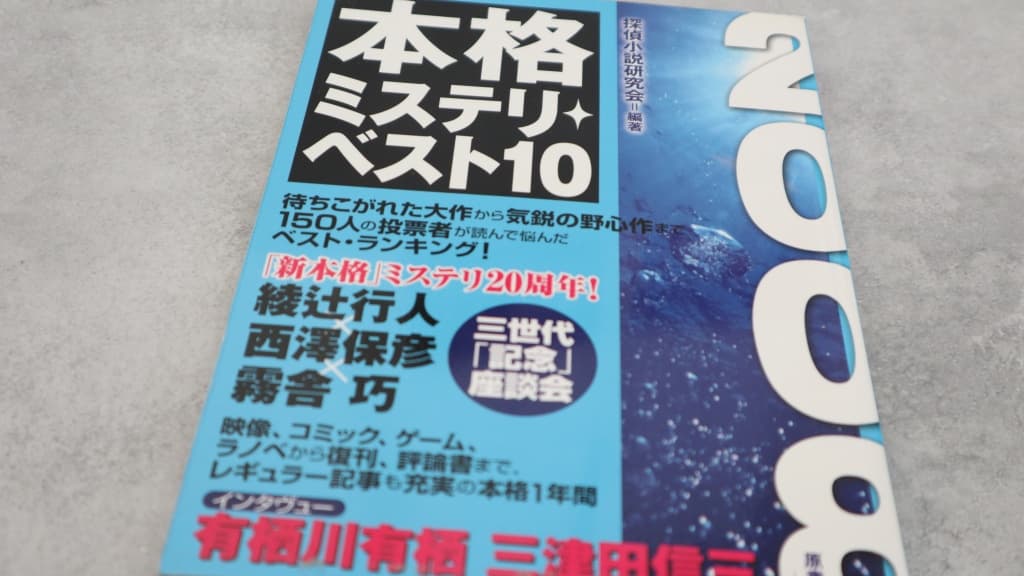 本格
ミステリ・
ベスト10
2008
探偵小説研究会=編著
待ちこがれた大作から気鋭の野心作まで
150人の投票者が読んで悩んだ
ベスト・ランキング!
「新本格」ミステリ20周年!
綾辻行人
×
西澤保彦
×
霧舎 巧
三世代
「記念」
座談会
映像、コミック、ゲーム、
ラノベから復刊、評論書まで、
レギュラー記事も充実の本格1年間
インタヴュー
有栖川有栖 三津田信三
原